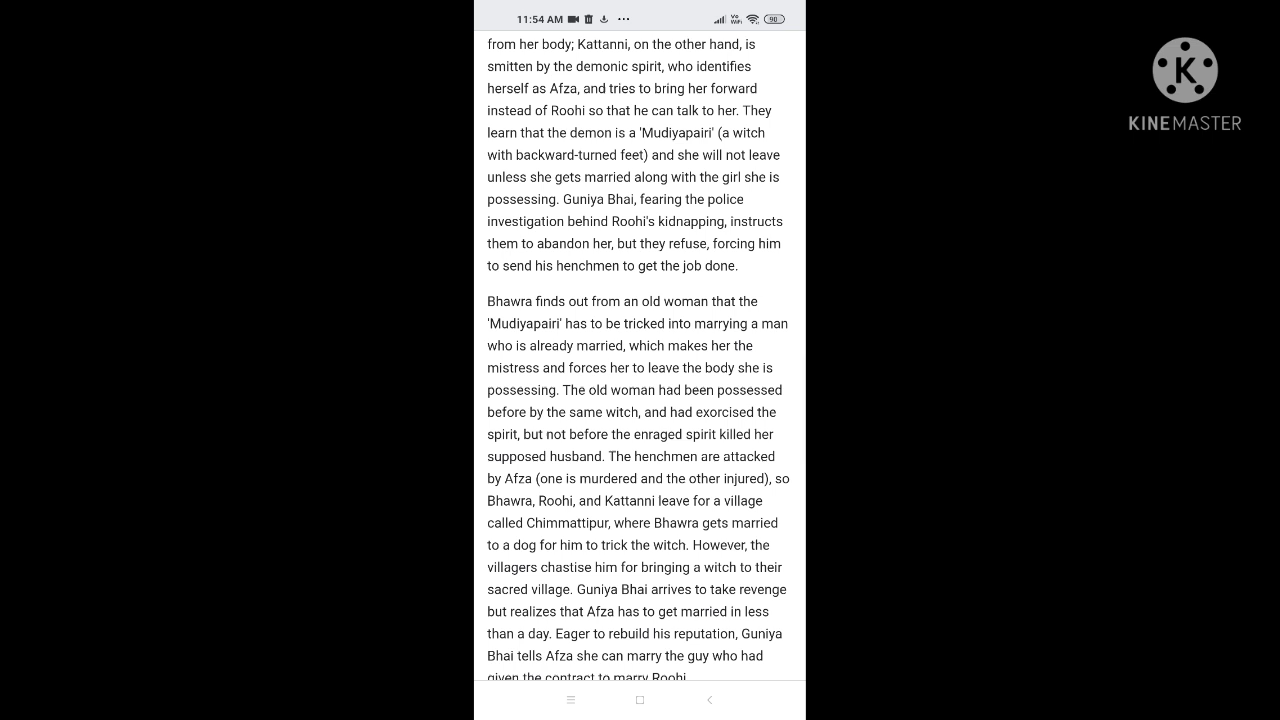 11:54 AM
Vo
WiFi
90
from her body; Kattanni, on the other hand, is
smitten by the demonic spirit, who identifies
herself as Afza, and tries to bring her forward
instead of Roohi so that he can talk to her. They
learn that the demon is a 'Mudiyapairi' (a witch
with backward-turned feet) and she will not leave
unless she gets married along with the girl she is
possessing. Guniya Bhai, fearing the police
investigation behind Roohi's kidnapping, instructs
them to abandon her, but they refuse, forcing him
to send his henchmen to get the job done.
Bhawra finds out from an old woman that the
'Mudiyapairi' has to be tricked into marrying a man
who is already married, which makes her the
mistress and forces her to leave the body she is
possessing. The old woman had been possessed
before by the same witch, and had exorcised the
spirit, but not before the enraged spirit killed her
supposed husband. The henchmen are attacked
by Afza (one is murdered and the other injured), so
Bhawra, Roohi, and Kattanni leave for a village
called Chimmattipur, where Bhawra gets married
to a dog for him to trick the witch. However, the
villagers chastise him for bringing a witch to their
sacred village. Guniya Bhai arrives to take revenge
but realizes that Afza has to get married in less
than a day. Eager to rebuild his reputation, Guniya
Bhai tells Afza she can marry the guy who had
given the contract to marry Roohi.
K
KINEMASTER